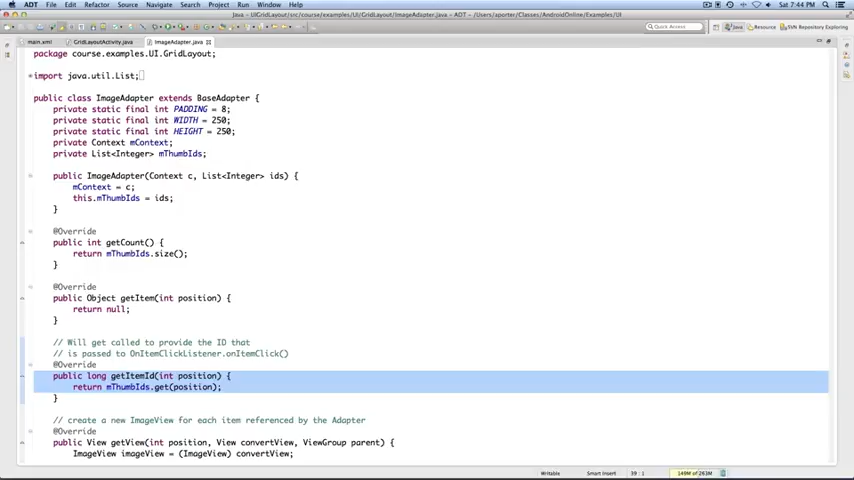 ADT File Edit Refactor Source Navigate Search Project Run Window Help
Sat 7:44 PM
Java - UIGridLayout/src/course/examples/UI/GridLayout/ImageAdapter.java - ADT - /Users/aporter/Classes/AndroidOnline/Examples/UI
Quick Access
Java
Resource
SVN Repository Exploring
main.xml
GridLayoutActivity.java
ImageAdapter.java
package course.examples.UI.GridLayout;
import java.util.List;
public class ImageAdapter extends BaseAdapter {
private static final int PADDING = 8;
private static final int WIDTH = 250;
private static final int HEIGHT = 250;
private Context mContext;
private List<Integer> mThumbIds;
public ImageAdapter(Context c, List<Integer> ids) {
mContext = c;
this.mThumbIds = ids;
}
@Override
public int getCount() {
return mThumbIds.size();
}
@Override
public Object getItem(int position) {
return null;
}
// Will get called to provide the ID that
// is passed to OnItemClickListener.onItemClick()
@Override
public long getItemId(int position) {
return mThumbIds.get(position);
}
// create a new ImageView for each item referenced by the Adapter
@Override
public View getView(int position, View convertView, ViewGroup parent) {
ImageView imageView = (ImageView) convertView;
Writable
Smart Insert
39 : 1
149M of 263M